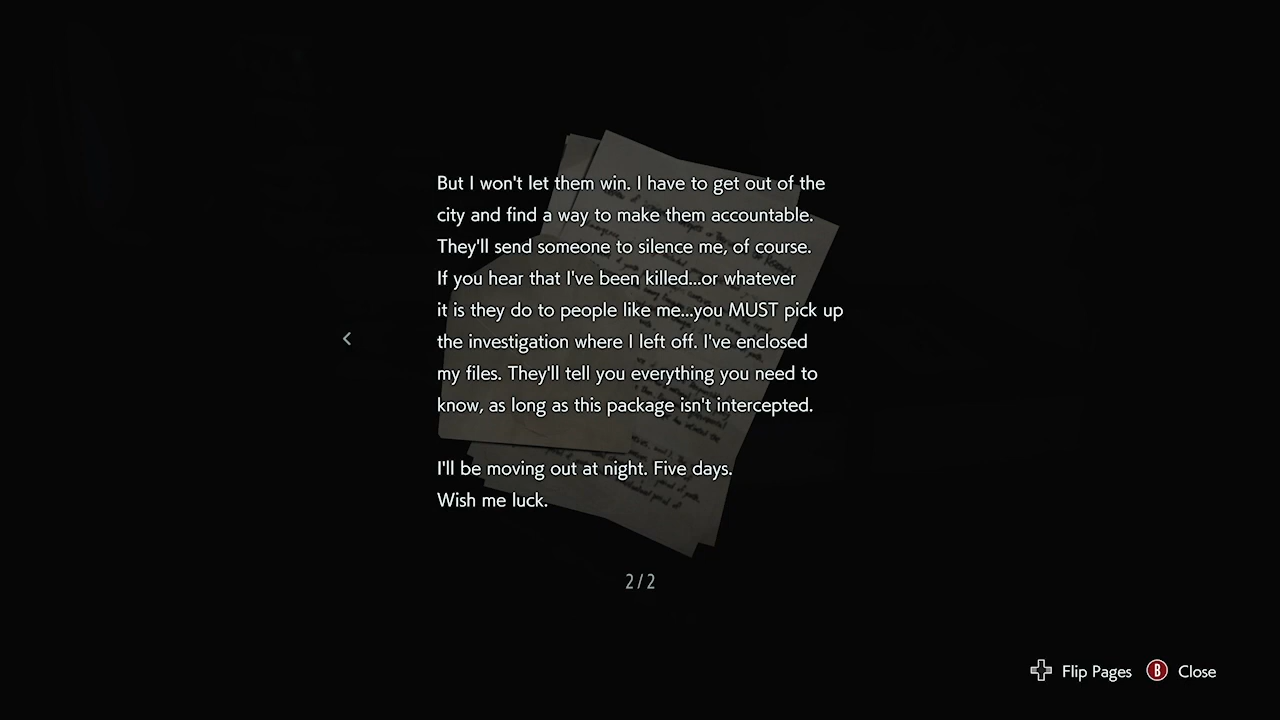 But I won't let them win. I have to get out of the
city and find a way to make them accountable.
They'll send someone to silence me, of course.
If you hear that I've been killed...or whatever
it is they do to people like me...you MUST pick up
the investigation where I left off. I've enclosed
my files. They'll tell you everything you need to
know, as long as this package isn't intercepted.
I'll be moving out at night. Five days.
Wish me luck.
2/2
Flip Pages B Close